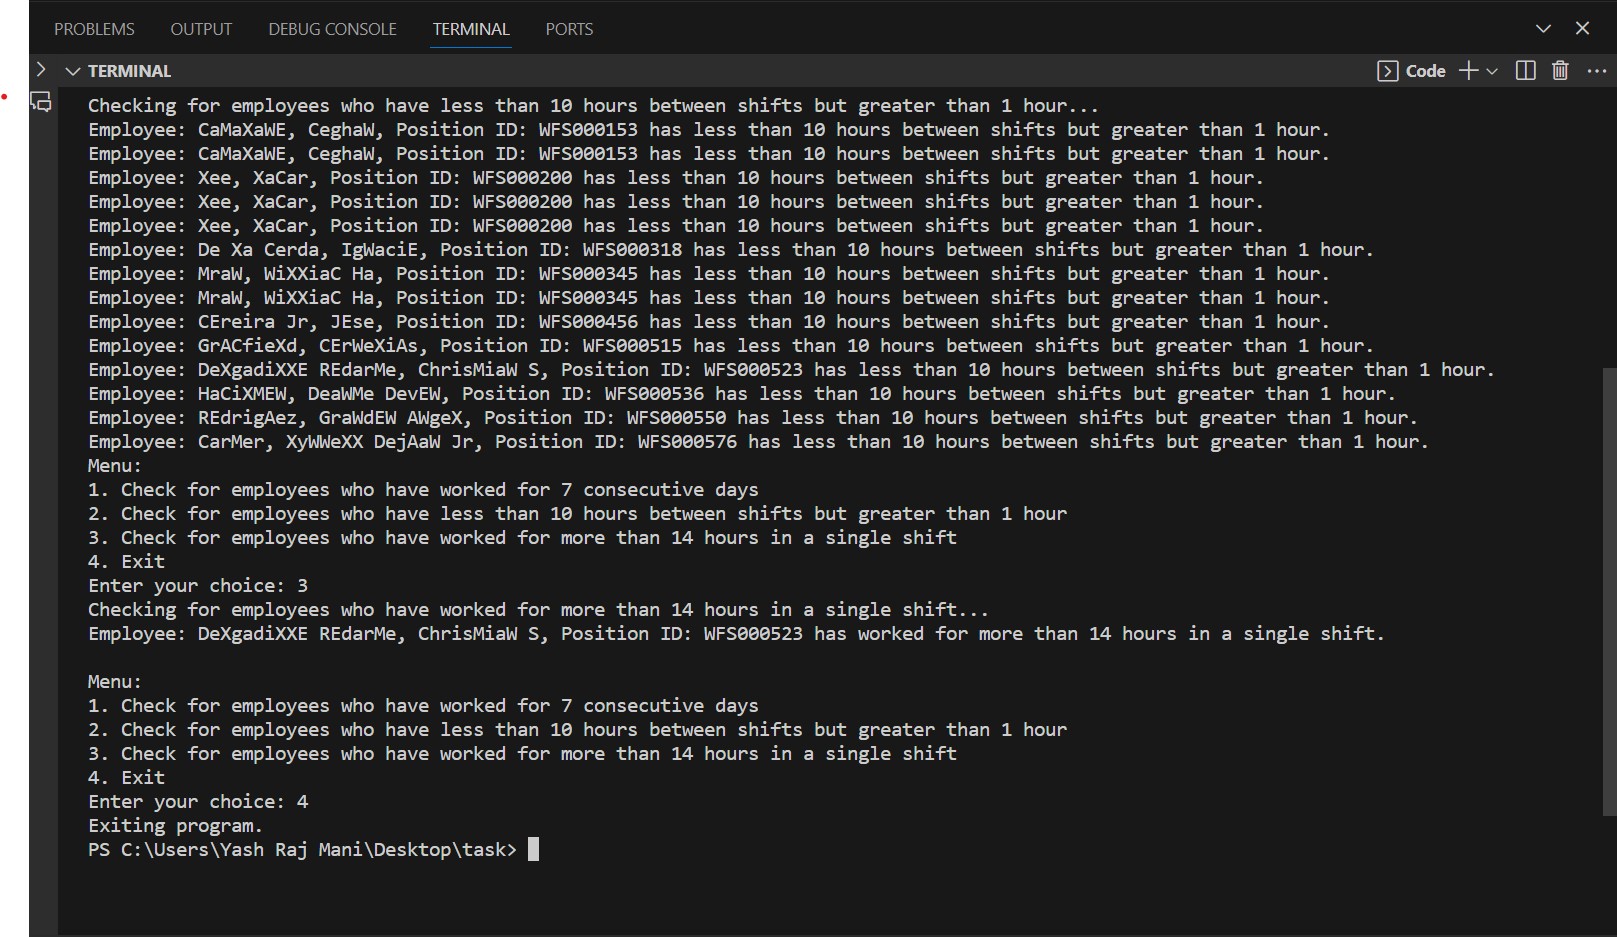 PROBLEMS OUTPUT DEBUG CONSOLE TERMINAL PORTS
TERMINAL Code
Checking for employees who have less than 10 hours between shifts but greater than 1 hour...
Employee: CaMaXaWE, CeghaW, Position ID: WFS000153 has less than 10 hours between shifts but greater than 1 hour.
Employee: CaMaXaWE, CeghaW, Position ID: WFS000153 has less than 10 hours between shifts but greater than 1 hour.
Employee: Xee, XaCar, Position ID: WFS000200 has less than 10 hours between shifts but greater than 1 hour.
Employee: Xee, XaCar, Position ID: WFS000200 has less than 10 hours between shifts but greater than 1 hour.
Employee: Xee, XaCar, Position ID: WFS000200 has less than 10 hours between shifts but greater than 1 hour.
Employee: De Xa Cerda, IgWaciE, Position ID: WFS000318 has less than 10 hours between shifts but greater than 1 hour.
Employee: MraW, WiXXiaC Ha, Position ID: WFS000345 has less than 10 hours between shifts but greater than 1 hour.
Employee: MraW, WiXXiaC Ha, Position ID: WFS000345 has less than 10 hours between shifts but greater than 1 hour.
Employee: CEreira Jr, JEse, Position ID: WFS000456 has less than 10 hours between shifts but greater than 1 hour.
Employee: GrACfieXd, CErWeXiAs, Position ID: WFS000515 has less than 10 hours between shifts but greater than 1 hour.
Employee: DeXgadiXXE REdarMe, ChrisMiaW S, Position ID: WFS000523 has less than 10 hours between shifts but greater than 1 hour.
Employee: HaCiXMEW, DeaWMe DevEW, Position ID: WFS000536 has less than 10 hours between shifts but greater than 1 hour.
Employee: REdrigAez, GraWdEW AWgeX, Position ID: WFS000550 has less than 10 hours between shifts but greater than 1 hour.
Employee: CarMer, XyWWeXX DejAaW Jr, Position ID: WFS000576 has less than 10 hours between shifts but greater than 1 hour.
Menu:
1. Check for employees who have worked for 7 consecutive days
2. Check for employees who have less than 10 hours between shifts but greater than 1 hour
3. Check for employees who have worked for more than 14 hours in a single shift
4. Exit
Enter your choice: 3
Checking for employees who have worked for more than 14 hours in a single shift...
Employee: DeXgadiXXE REdarMe, ChrisMiaW S, Position ID: WFS000523 has worked for more than 14 hours in a single shift.
Menu:
1. Check for employees who have worked for 7 consecutive days
2. Check for employees who have less than 10 hours between shifts but greater than 1 hour
3. Check for employees who have worked for more than 14 hours in a single shift
4. Exit
Enter your choice: 4
Exiting program.
PS C:\Users\Yash Raj Mani\Desktop\task>